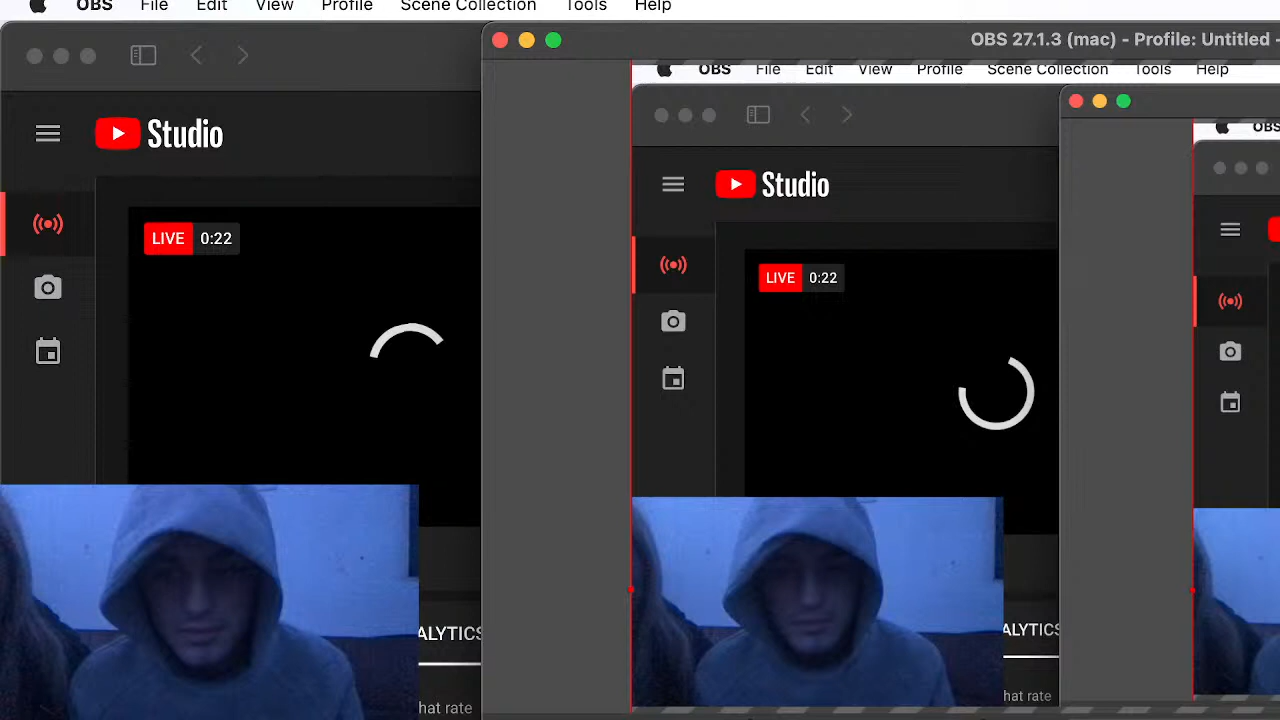 OBS File Edit View Profile Scene Collection Tools Help
OBS 27.1.3 (mac) - Profile: Untitled -
OBS File Edit View Profile Scene Collection Tools Help
OBS
Studio
Studio
LIVE 0:22
LIVE 0:22
ALYTICS
ALYTICS
hat rate
hat rate